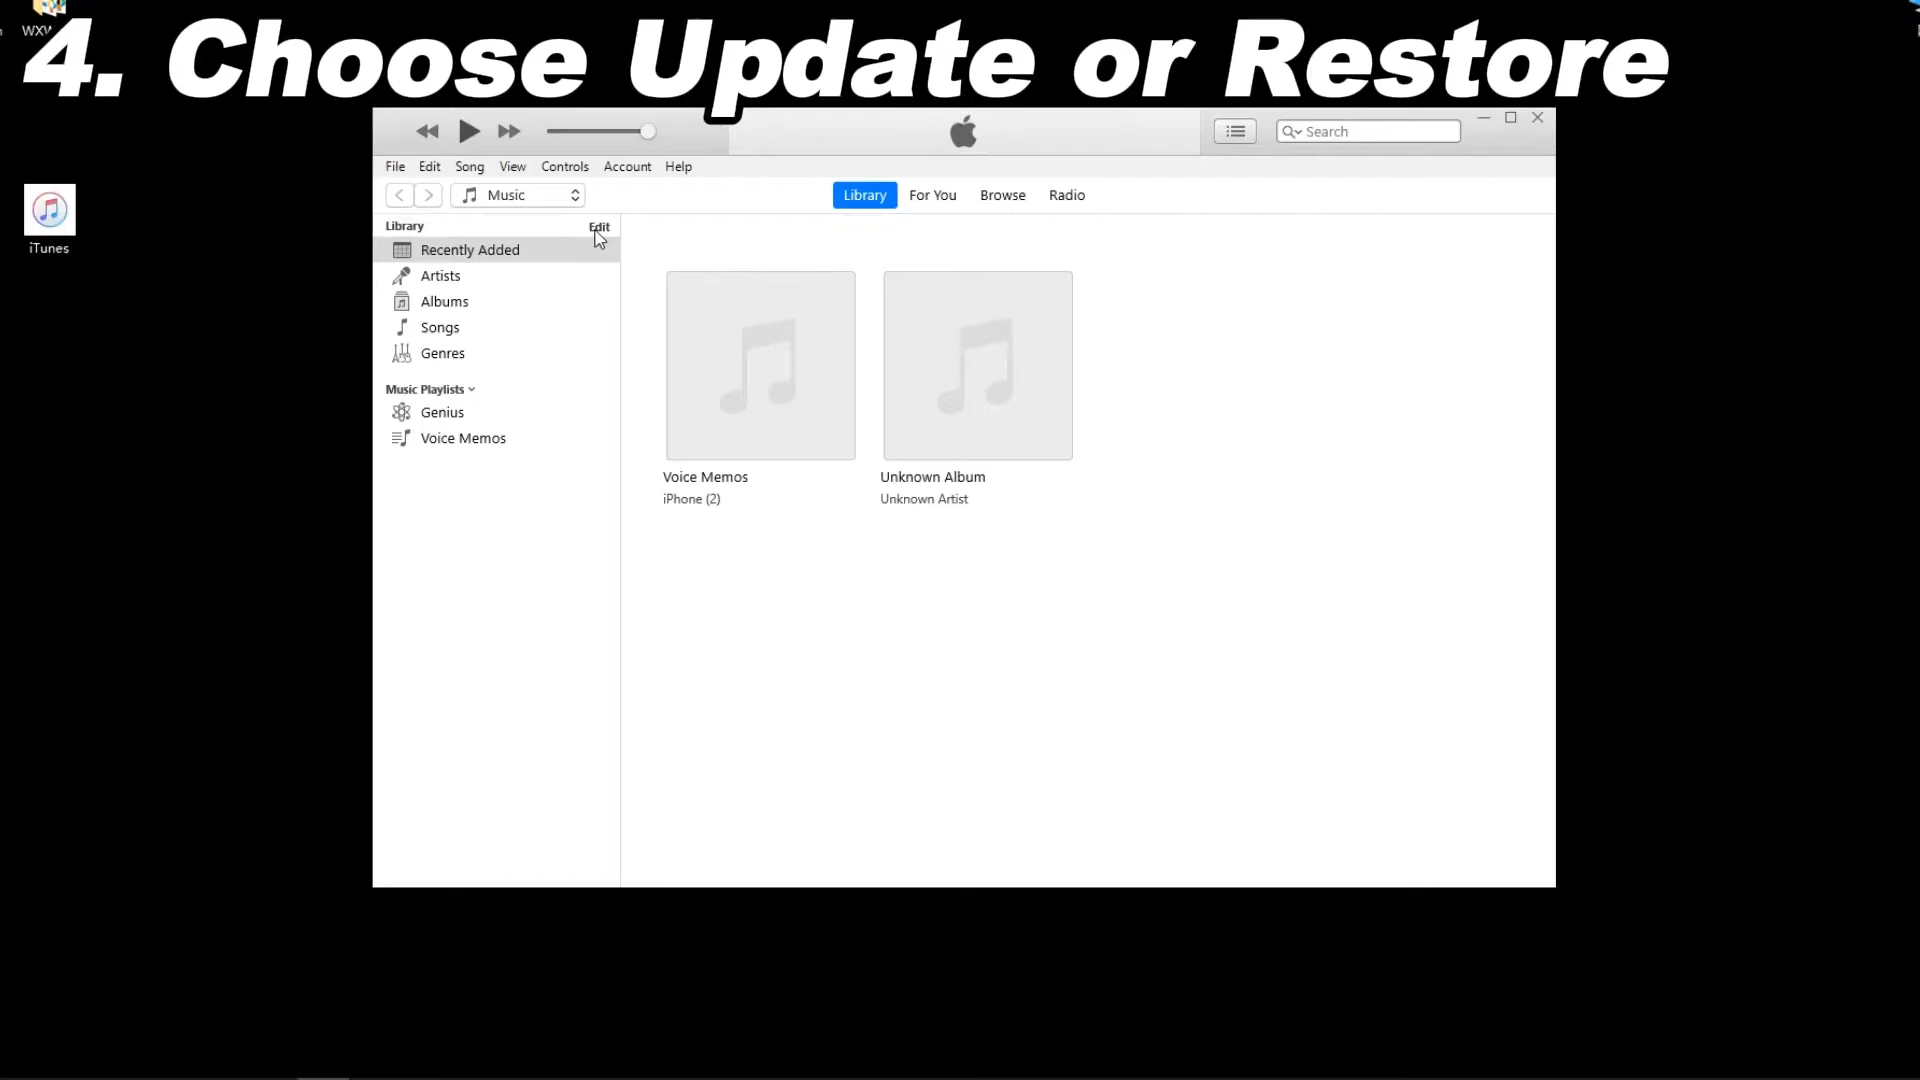 4. Choose Update or Restore
Search
File Edit Song View Controls Account Help
Music
Library For You Browse Radio
Library Edit
Recently Added
Artists
Albums
Songs
Genres
Music Playlists
Genius
Voice Memos
Voice Memos
iPhone (2)
Unknown Album
Unknown Artist
iTunes